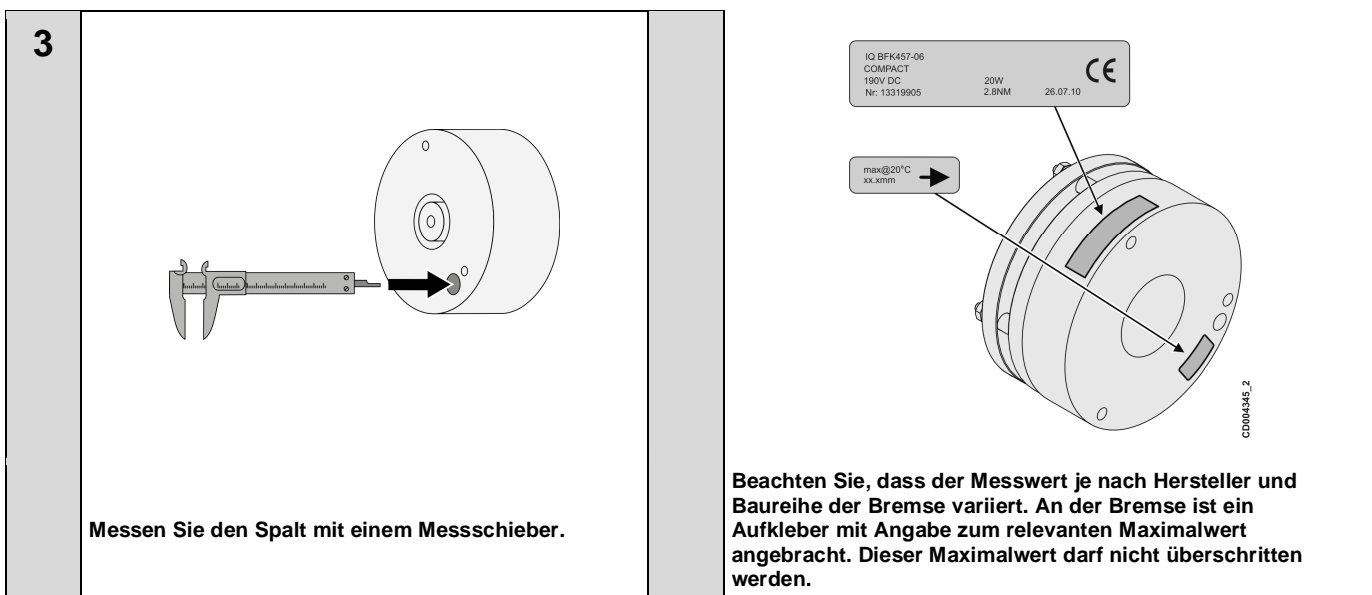 3
Messen Sie den Spalt mit einem Messschieber.
IQ BFK457-06
COMPACT
190V DC 20W
Nr: 13319905 2.8NM 26.07.10
CE
max@20°C
xx.xmm
CD004345_2
Beachten Sie, dass der Messwert je nach Hersteller und
Baureihe der Bremse variiert. An der Bremse ist ein
Aufkleber mit Angabe zum relevanten Maximalwert
angebracht. Dieser Maximalwert darf nicht überschritten
werden.